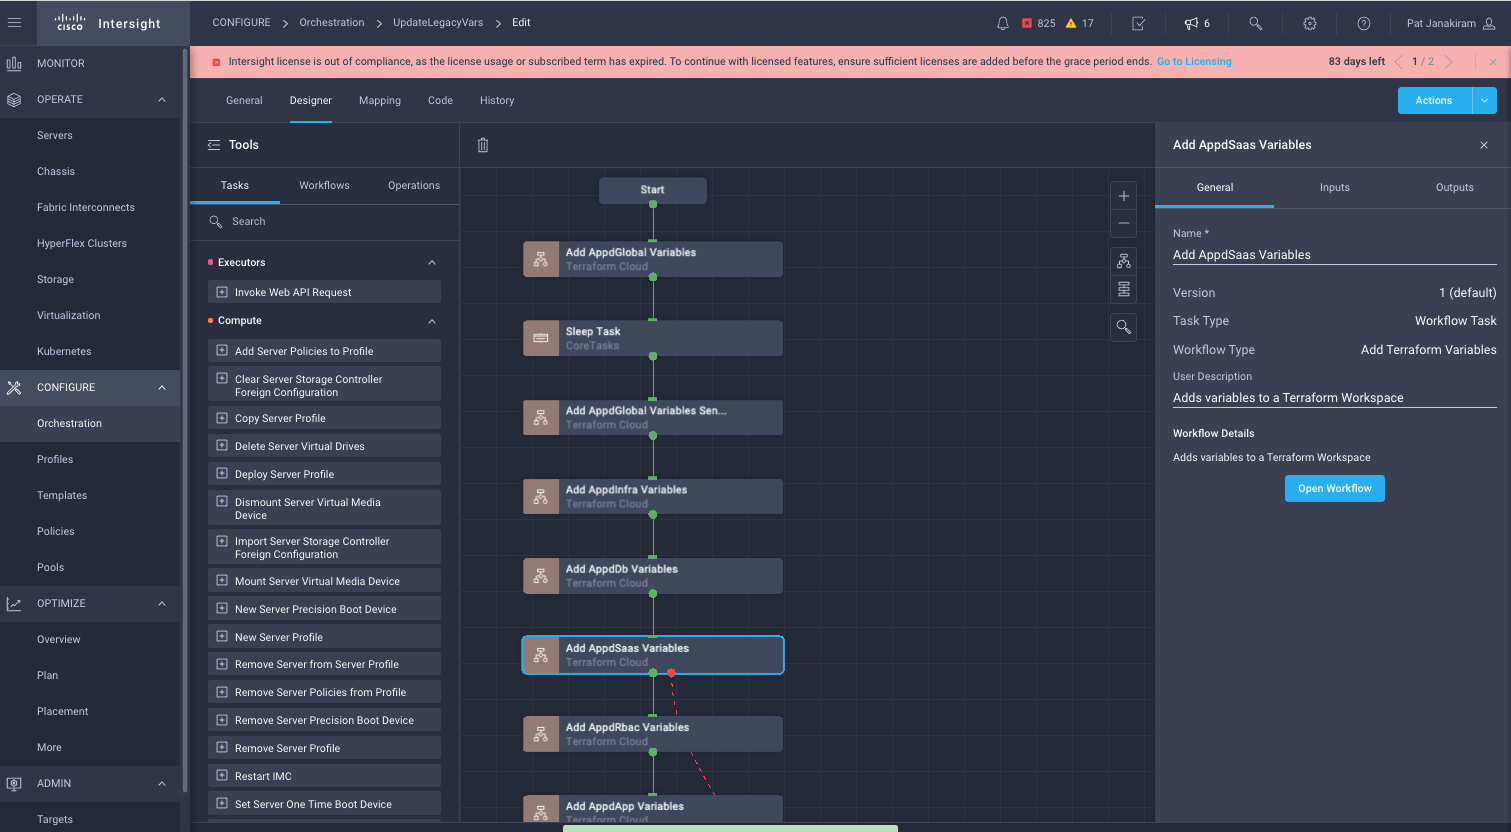 CISCO Intersight
CONFIGURE > Orchestration > UpdateLegacyVars > Edit
825
17
6
Pat Janakiram
Intersight license is out of compliance, as the license usage or subscribed term has expired. To continue with licensed features, ensure sufficient licenses are added before the grace period ends. Go to Licensing
83 days left
1 / 2
MONITOR
OPERATE
Servers
Chassis
Fabric Interconnects
HyperFlex Clusters
Storage
Virtualization
Kubernetes
CONFIGURE
Orchestration
Profiles
Templates
Policies
Pools
OPTIMIZE
Overview
Plan
Placement
More
ADMIN
Targets
General
Designer
Mapping
Code
History
Actions
Tools
Tasks
Workflows
Operations
Search
Executors
Invoke Web API Request
Compute
Add Server Policies to Profile
Clear Server Storage Controller
Foreign Configuration
Copy Server Profile
Delete Server Virtual Drives
Deploy Server Profile
Dismount Server Virtual Media
Device
Import Server Storage Controller
Foreign Configuration
Mount Server Virtual Media Device
New Server Precision Boot Device
New Server Profile
Remove Server from Server Profile
Remove Server Policies from Profile
Remove Server Precision Boot Device
Remove Server Profile
Restart IMC
Set Server One Time Boot Device
Start
Add AppdGlobal Variables
Terraform Cloud
Sleep Task
CoreTasks
Add AppdGlobal Variables Sen...
Terraform Cloud
Add AppdInfra Variables
Terraform Cloud
Add AppdDb Variables
Terraform Cloud
Add AppdSaas Variables
Terraform Cloud
Add AppdRbac Variables
Terraform Cloud
Add AppdApp Variables
Terraform Cloud
Add AppdSaas Variables
General
Inputs
Outputs
Name *
Add AppdSaas Variables
Version
1 (default)
Task Type
Workflow Task
Workflow Type
Add Terraform Variables
User Description
Adds variables to a Terraform Workspace
Workflow Details
Adds variables to a Terraform Workspace
Open Workflow